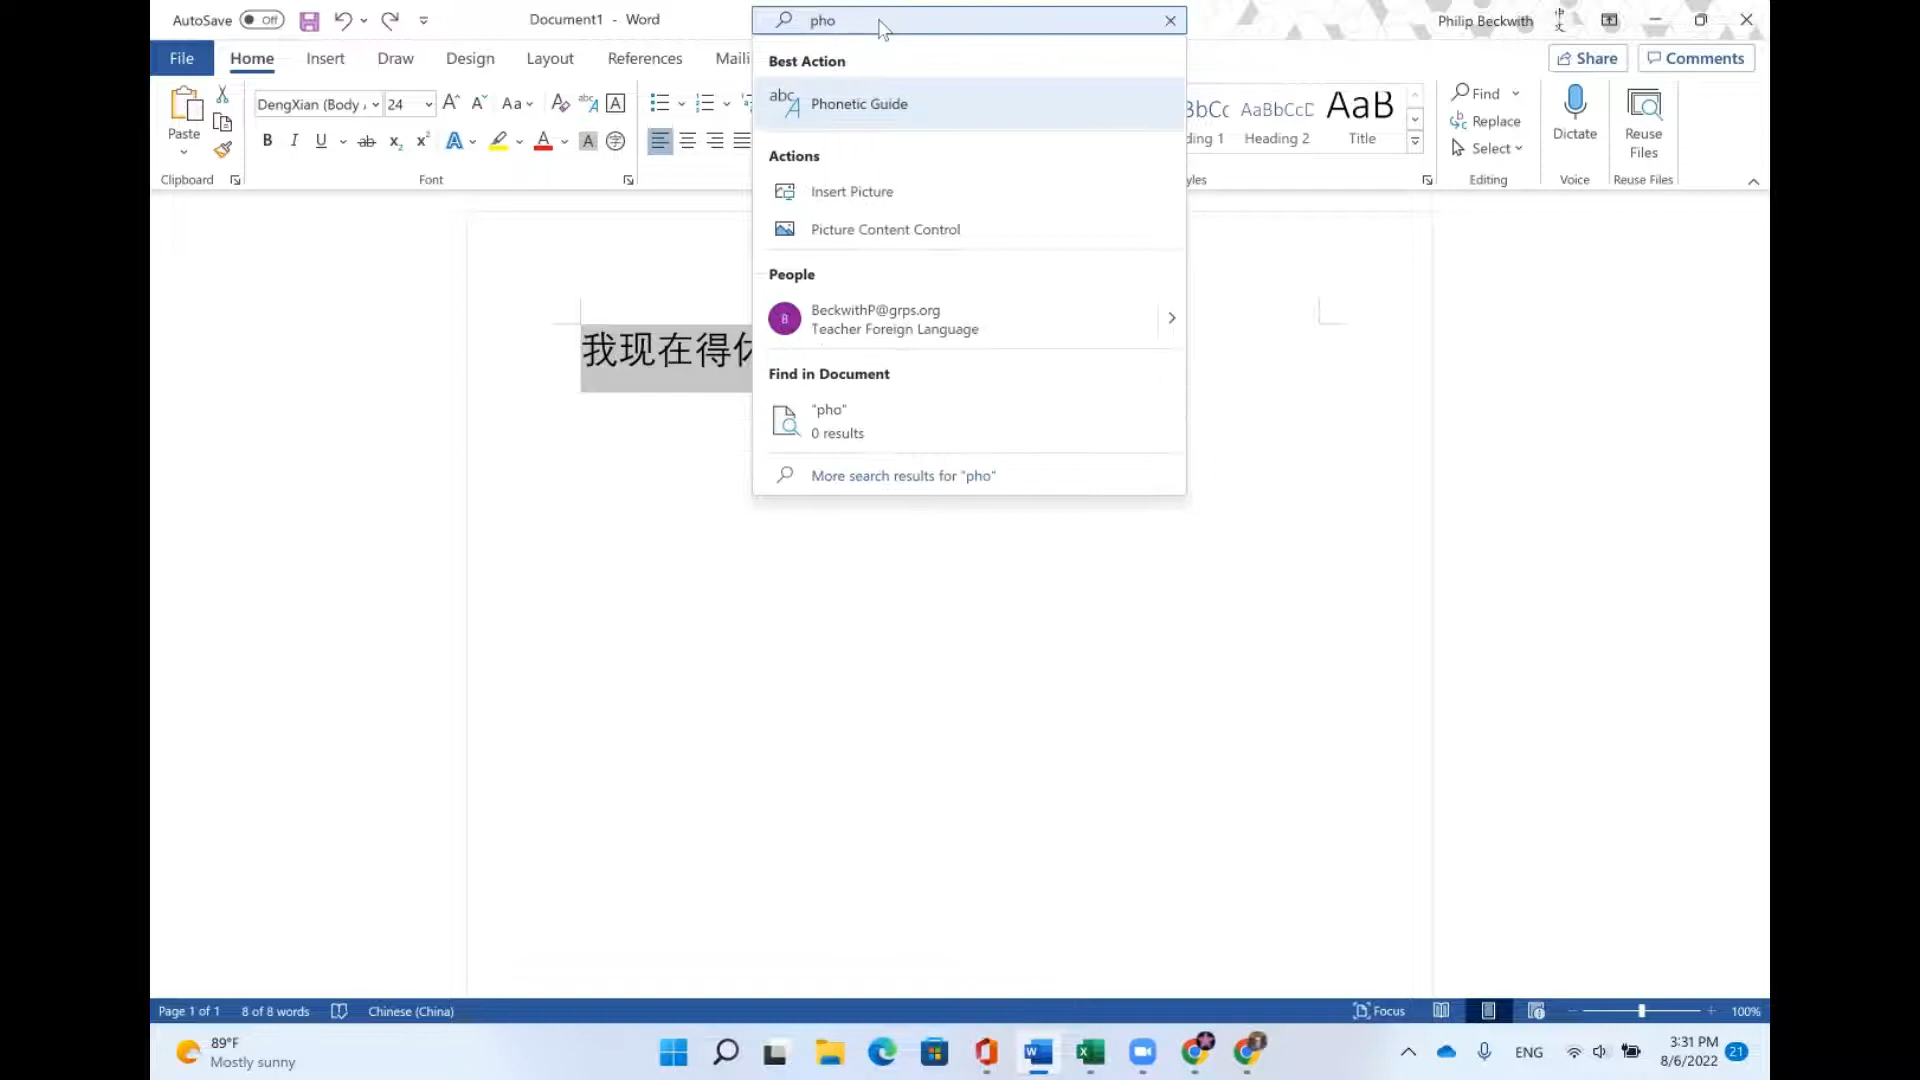 AutoSave Off
Document1 - Word
pho
Philip Beckwith
File Home Insert Draw Design Layout References
Share Comments
Paste
Clipboard
DengXian (Body
24
Aa
abc
B I U ab x₂ x² A A A 字
Font
Best Action
abc A Phonetic Guide
Actions
Insert Picture
Picture Content Control
People
B
BeckwithP@grps.org
Teacher Foreign Language
Find in Document
"pho"
0 results
More search results for "pho"
AaBbCcD AaB
Heading 2 Title
Find
Replace
Select
Editing
Dictate
Voice
Reuse
Files
Reuse Files
我现在得
Page 1 of 1 8 of 8 words Chinese (China)
Focus 100%
89°F
Mostly sunny
ENG
3:31 PM
8/6/2022
21